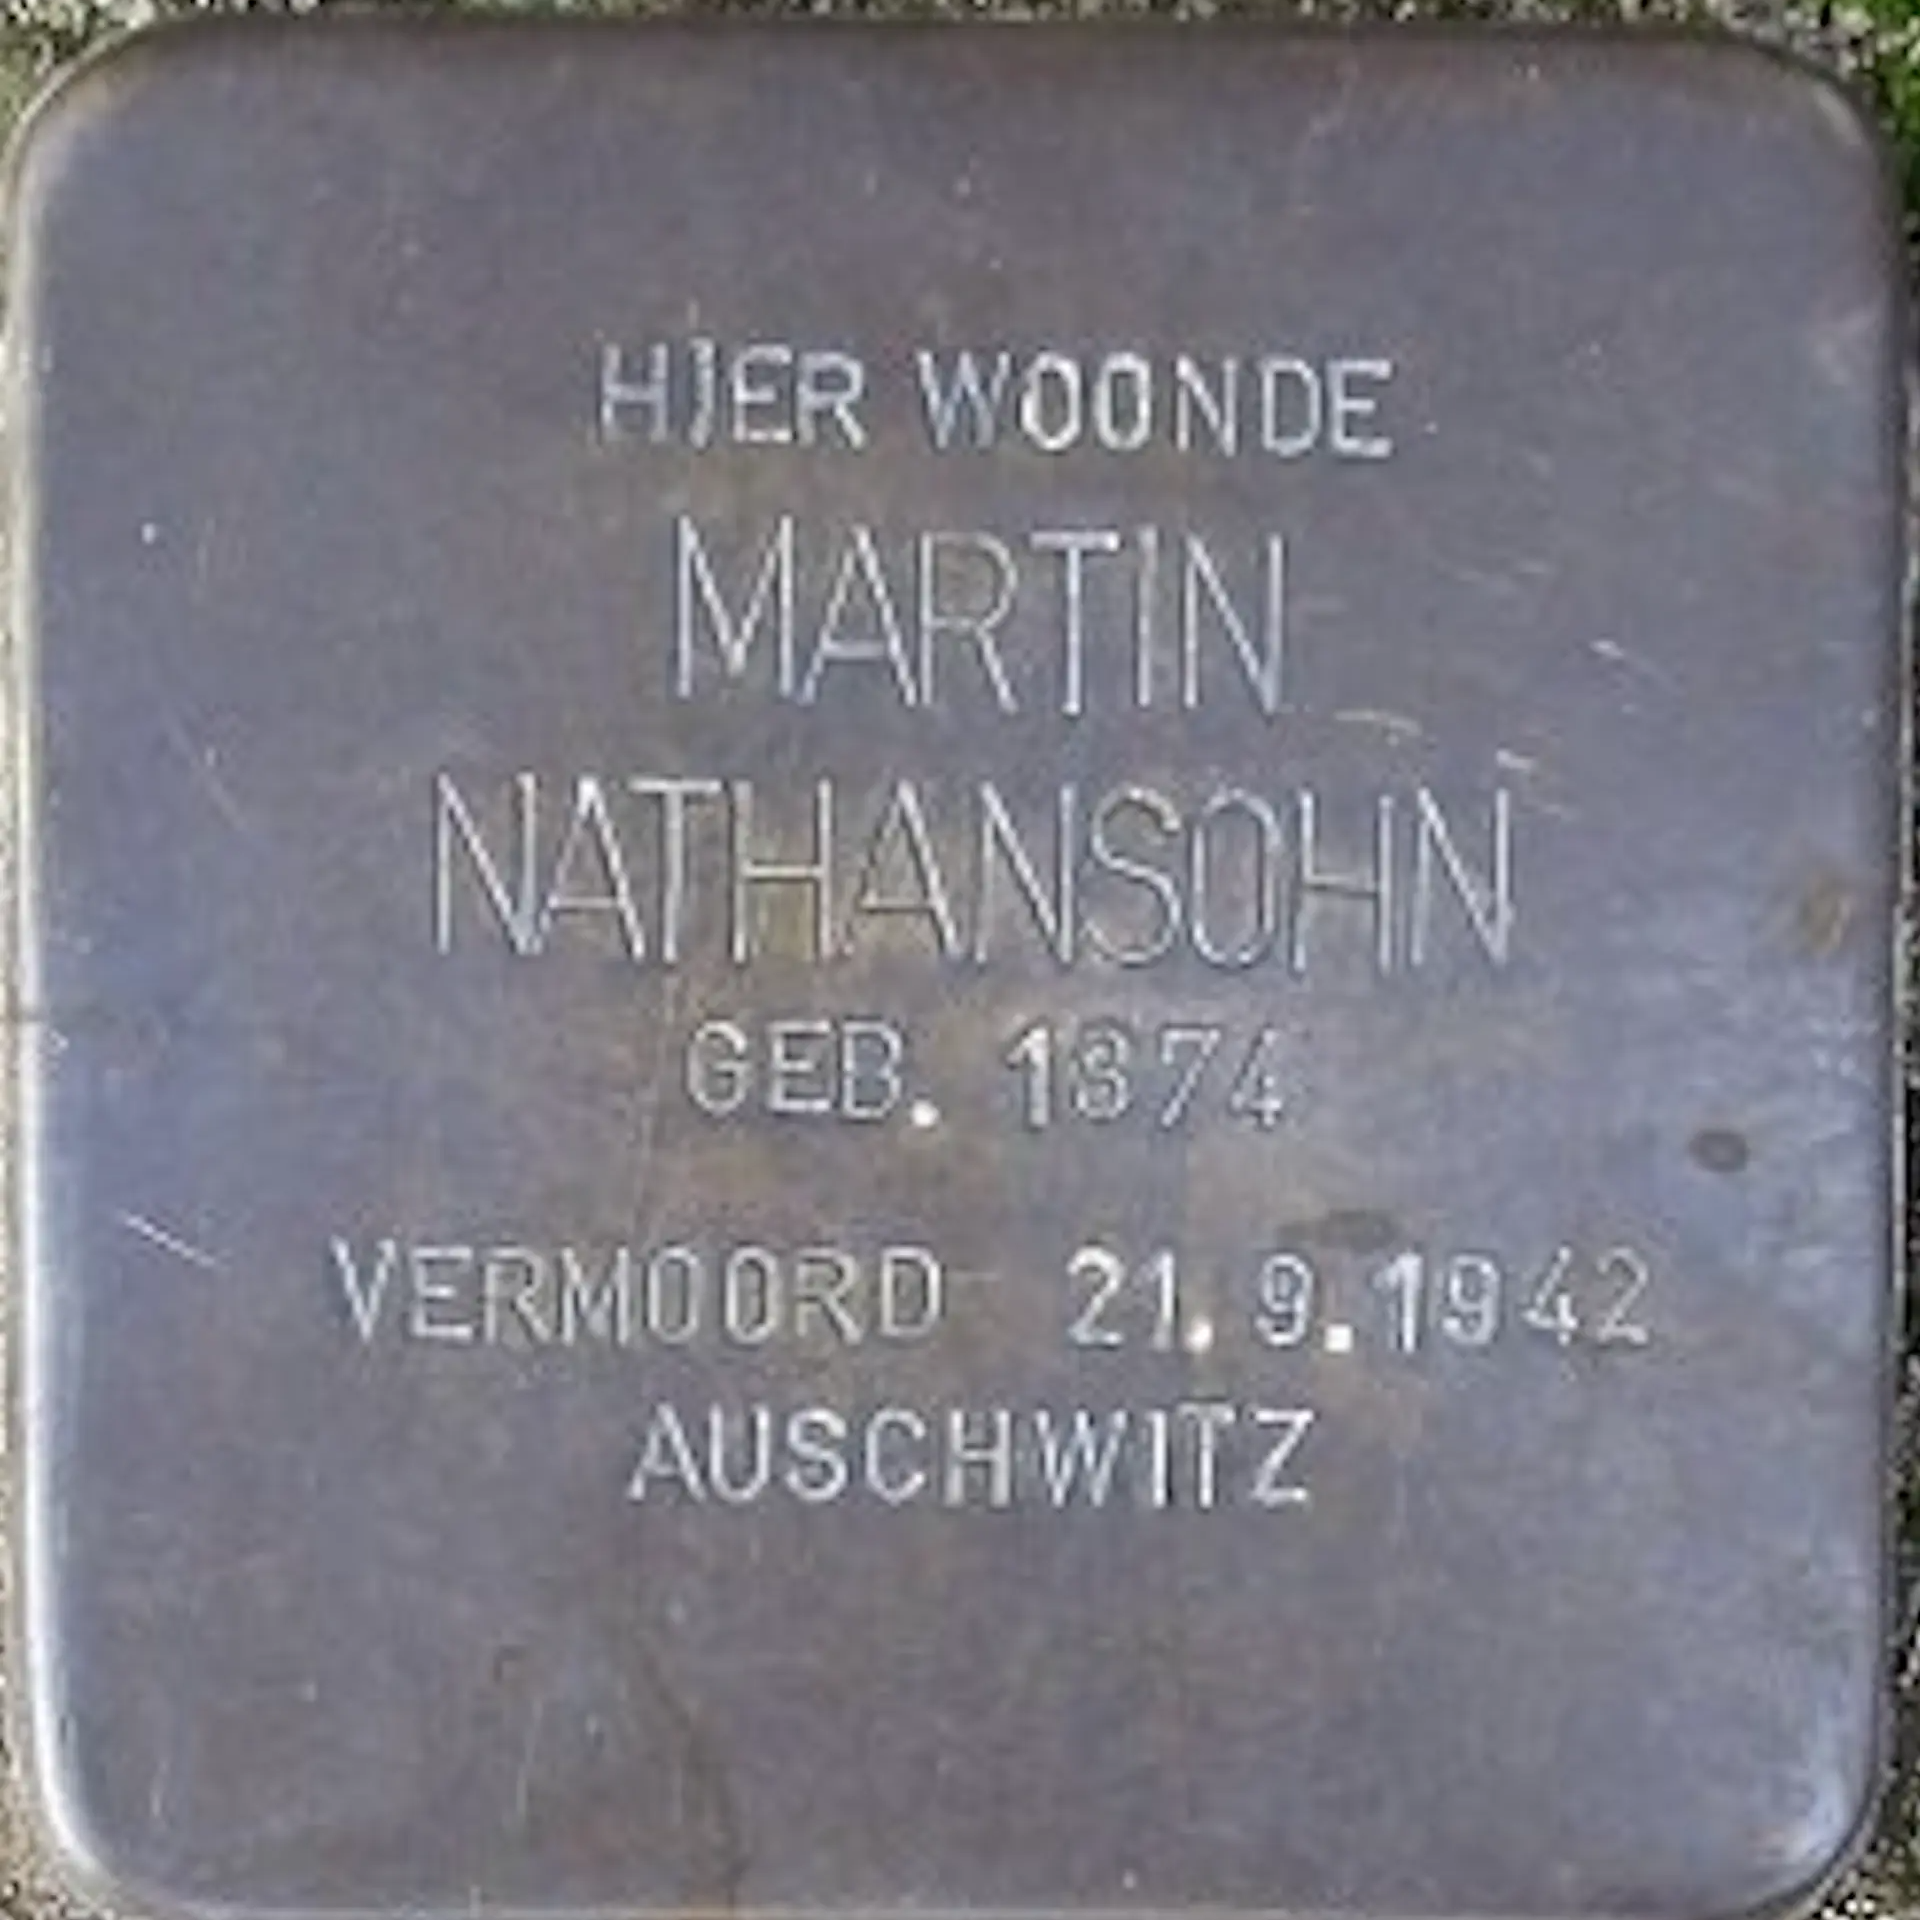 HIER WOONDE
MARTIN
NATHANSOHN
GEB. 1874
VERMOORD 21.9.1942
AUSCHWITZ